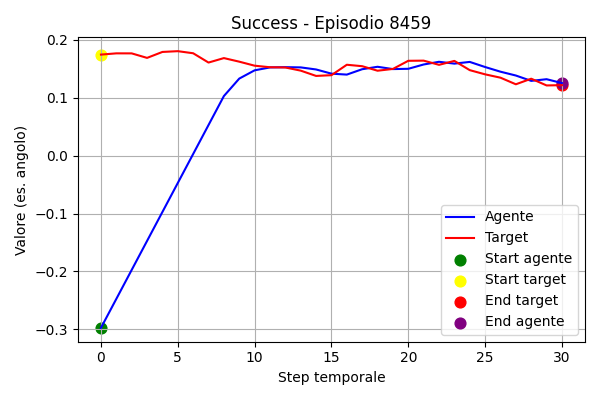 Success - Episodio 8459
Valore (es. angolo)
0.2
0.1
0.0
−0.1
−0.2
−0.3
0
5
10
15
20
25
30
Step temporale
Agente
Target
Start agente
Start target
End target
End agente